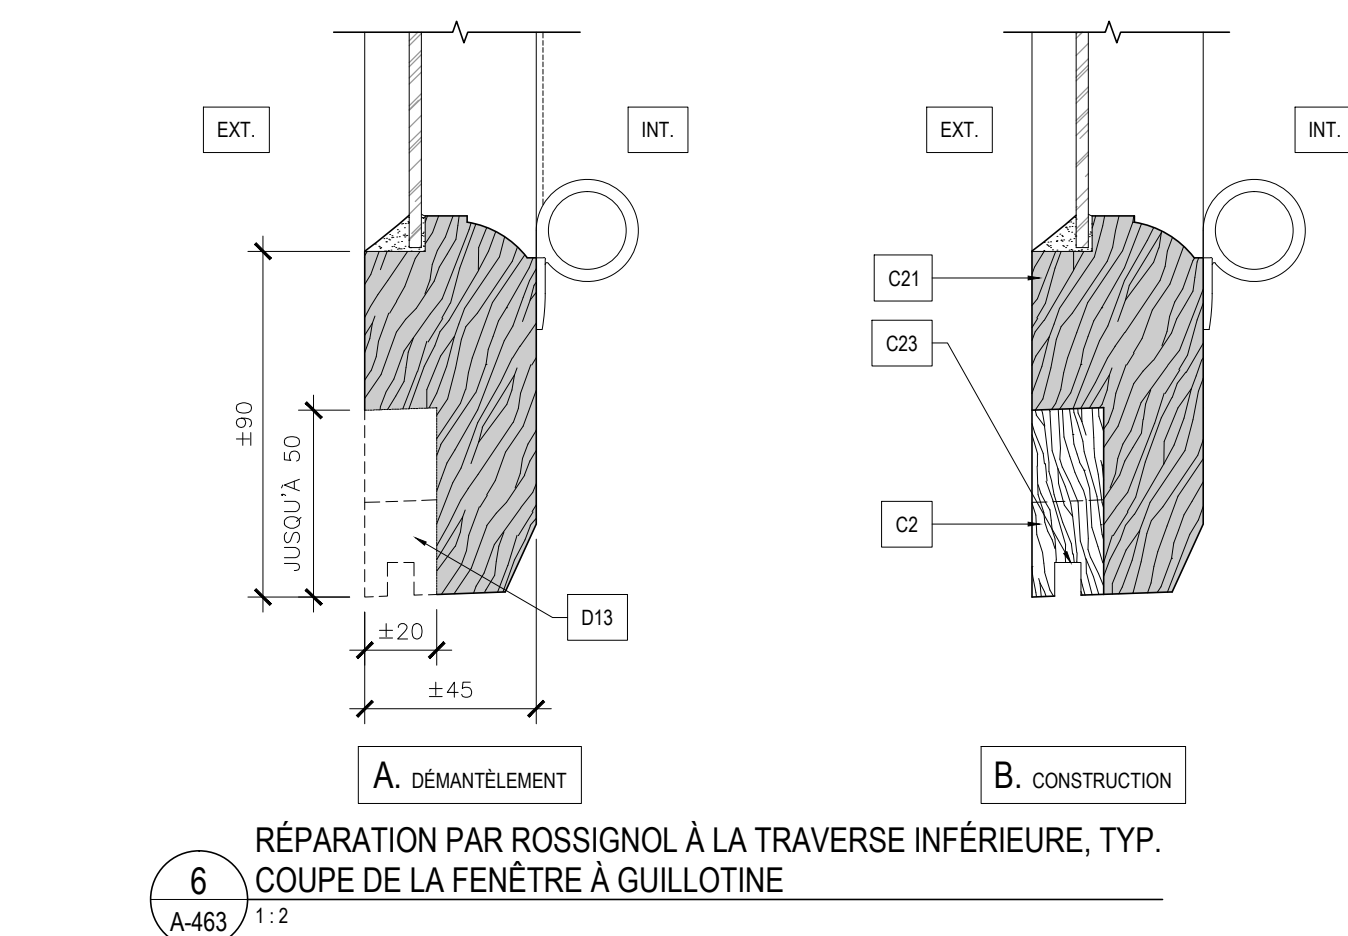 EXT.
INT.
EXT.
INT.
C21
C23
C2
±90
JUSQU'À 50
D13
±20
±45
A. DÉMANTÈLEMENT
B. CONSTRUCTION
RÉPARATION PAR ROSSIGNOL À LA TRAVERSE INFÉRIEURE, TYP.
6
COUPE DE LA FENÊTRE À GUILLOTINE
A-463
1 : 2